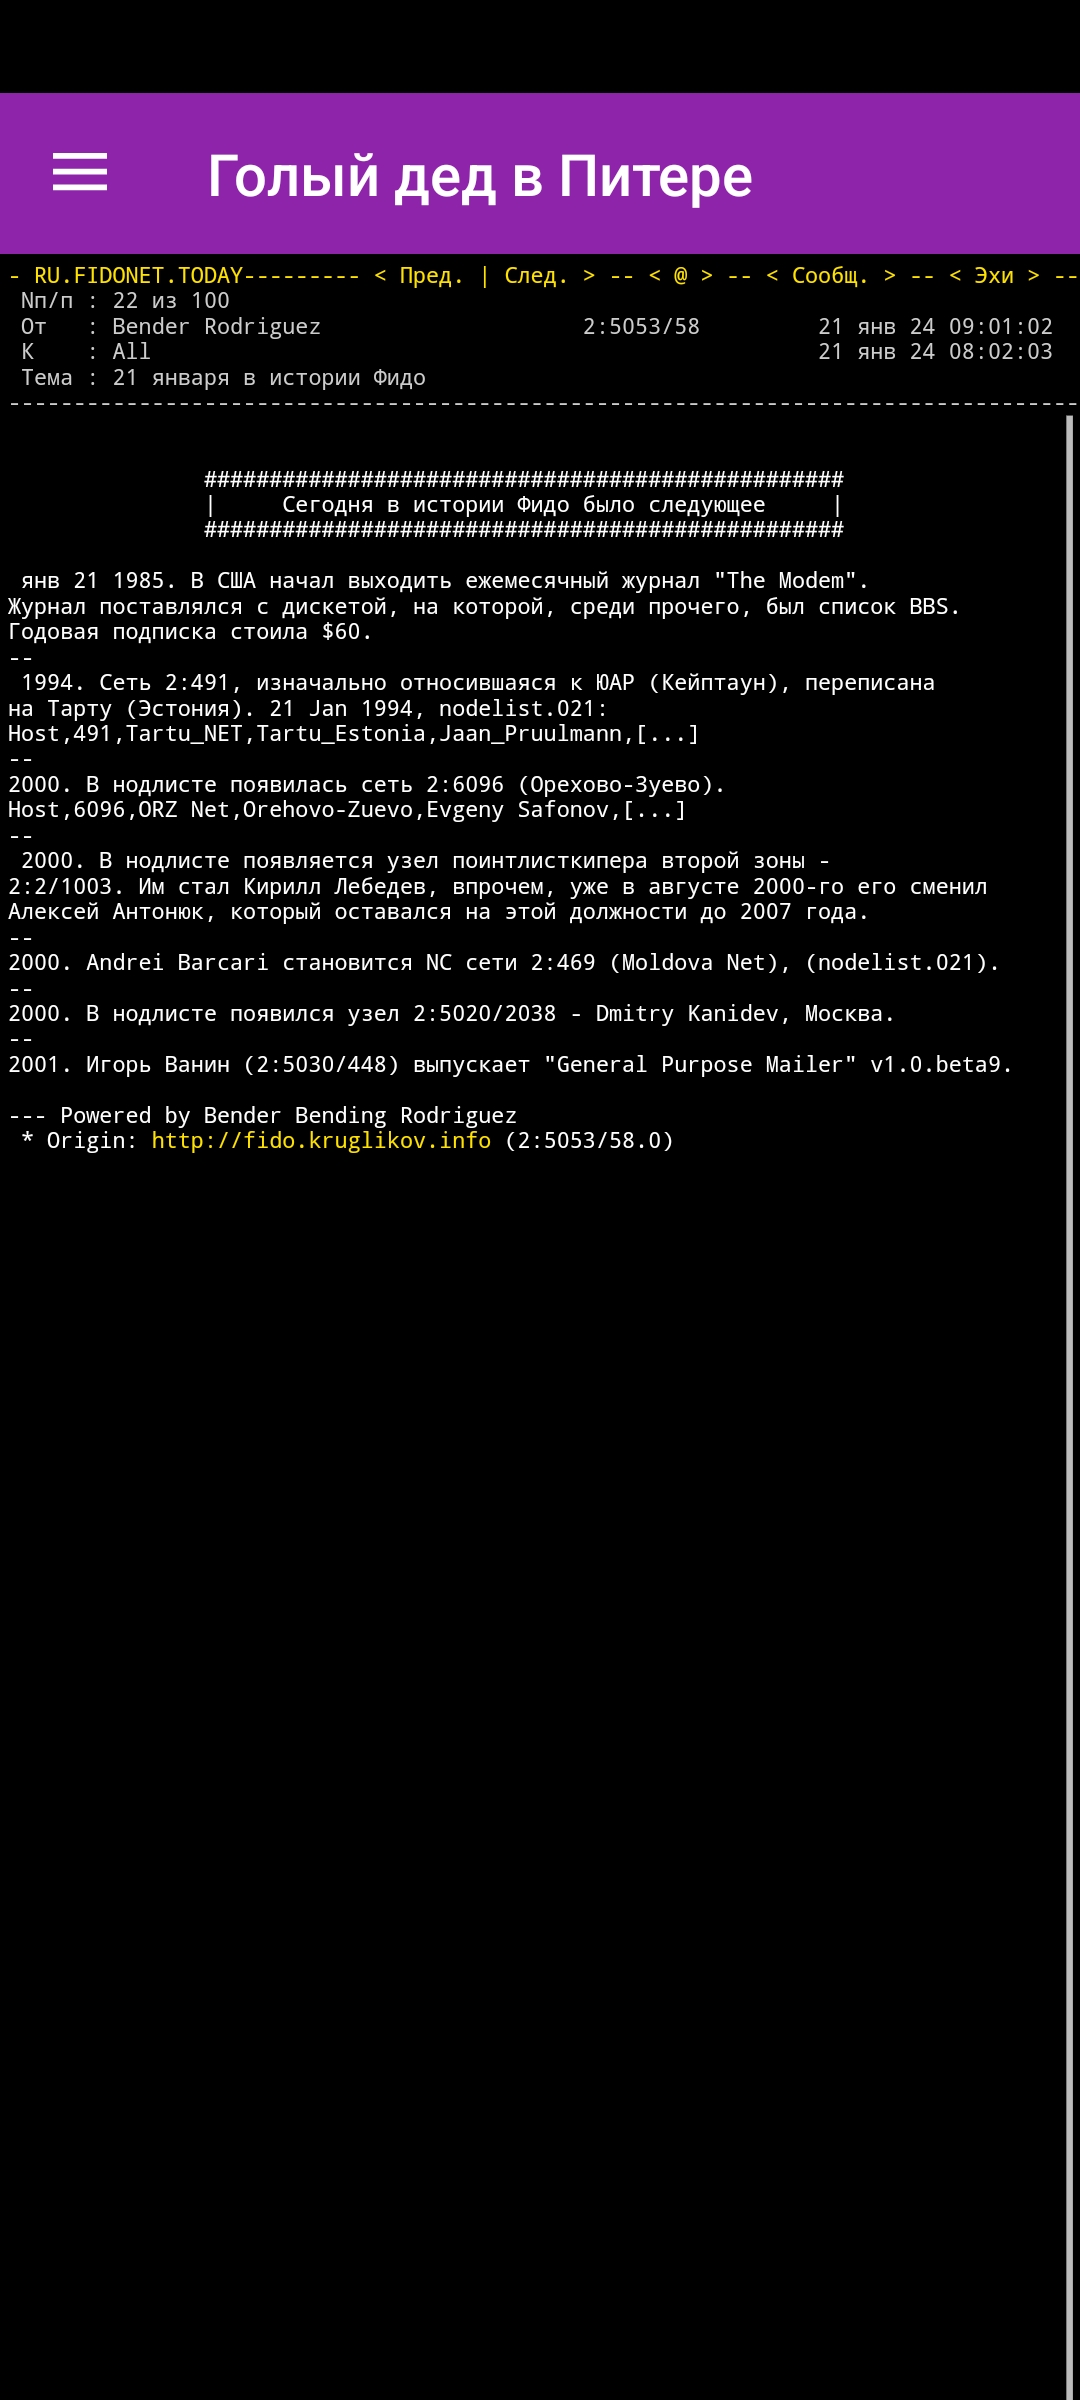 Голый дед в Питере
- RU.FIDONET.TODAY--------- < Пред. | След. > -- < @ > -- < Сообщ. > -- < Эхи > --
Nп/п : 22 из 100
От   : Bender Rodriguez                    2:5053/58         21 янв 24 09:01:02
К    : All                                                   21 янв 24 08:02:03
Тема : 21 января в истории Фидо
----------------------------------------------------------------------------------
#################################################
|     Сегодня в истории Фидо было следующее     |
#################################################
янв 21 1985. В США начал выходить ежемесячный журнал "The Modem".
Журнал поставлялся с дискетой, на которой, среди прочего, был список BBS.
Годовая подписка стоила $60.
--
1994. Сеть 2:491, изначально относившаяся к ЮАР (Кейптаун), переписана
на Тарту (Эстония). 21 Jan 1994, nodelist.021:
Host,491,Tartu_NET,Tartu_Estonia,Jaan_Pruulmann,[...]
--
2000. В нодлисте появилась сеть 2:6096 (Орехово-Зуево).
Host,6096,ORZ Net,Orehovo-Zuevo,Evgeny Safonov,[...]
--
2000. В нодлисте появляется узел поинтлисткипера второй зоны -
2:2/1003. Им стал Кирилл Лебедев, впрочем, уже в августе 2000-го его сменил
Алексей Антонюк, который оставался на этой должности до 2007 года.
--
2000. Andrei Barcari становится NC сети 2:469 (Moldova Net), (nodelist.021).
--
2000. В нодлисте появился узел 2:5020/2038 - Dmitry Kanidev, Москва.
--
2001. Игорь Ванин (2:5030/448) выпускает "General Purpose Mailer" v1.0.beta9.
--- Powered by Bender Bending Rodriguez
* Origin: http://fido.kruglikov.info (2:5053/58.0)